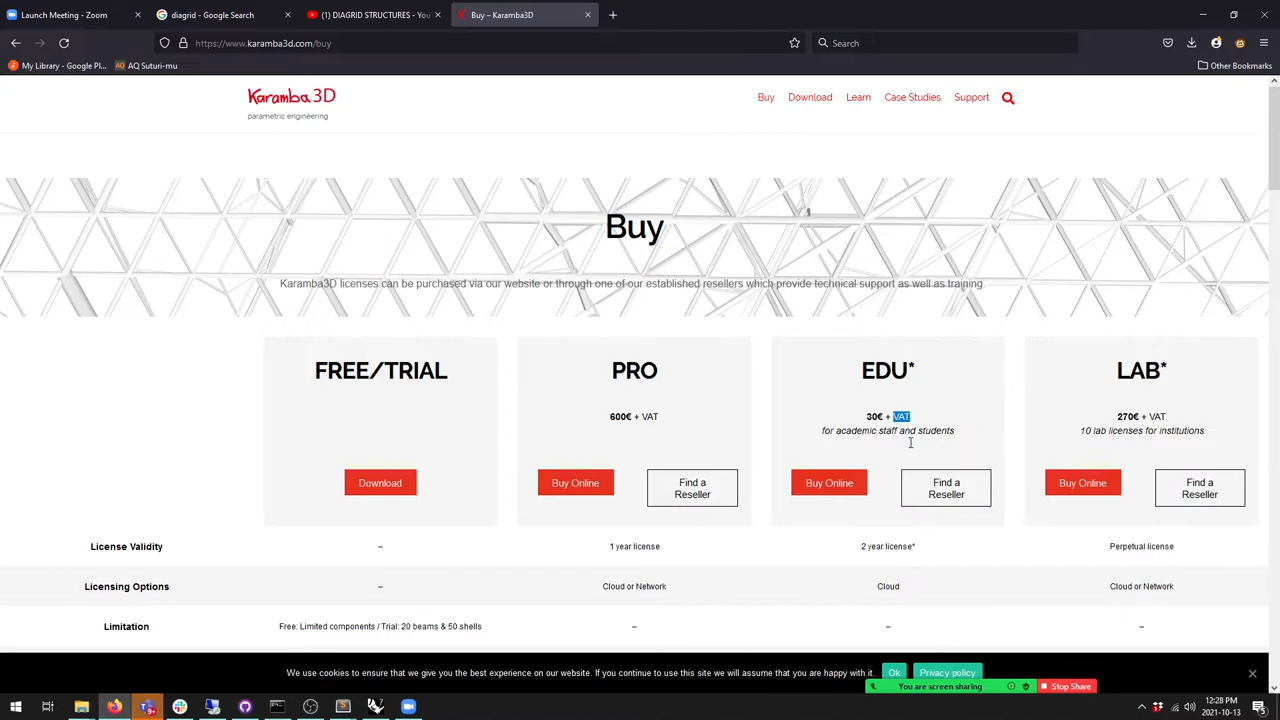 Launch Meeting - Zoom
diagrid - Google Search
(1) DIAGRID STRUCTURES - You
Buy – Karamba3D
https://www.karamba3d.com/buy
Search
My Library - Google Pl...
AQ Suturi-mu
Other Bookmarks
Karamba3D
parametric engineering
Buy
Download
Learn
Case Studies
Support
Buy
Karamba3D licenses can be purchased via our website or through one of our established resellers which provide technical support as well as training.
FREE/TRIAL
PRO
EDU*
LAB*
600€ + VAT
30€ + VAT
270€ + VAT
for academic staff and students
10 lab licenses for institutions
Download
Buy Online
Find a
Reseller
Buy Online
Find a
Reseller
Buy Online
Find a
Reseller
License Validity
–
1 year license
2 year license*
Perpetual license
Licensing Options
–
Cloud or Network
Cloud
Cloud or Network
Limitation
Free: Limited components / Trial: 20 beams & 50 shells
–
–
–
We use cookies to ensure that we give you the best experience on our website. If you continue to use this site we will assume that you are happy with it.
Ok
Privacy policy
You are screen sharing
Stop Share
12:28 PM
2021-10-13